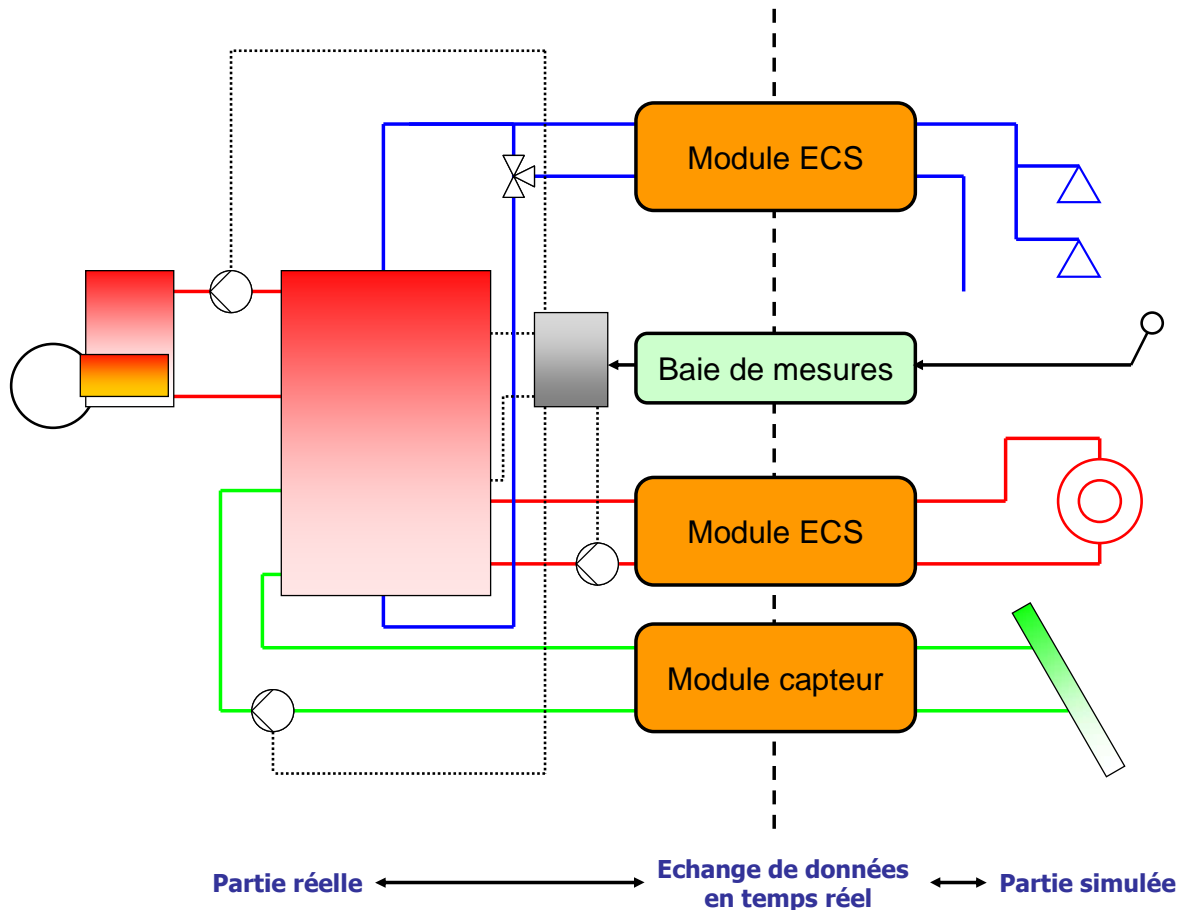 Module ECS
Baie de mesures
Module ECS
Module capteur
Partie réelle
Echange de données
en temps réel
Partie simulée